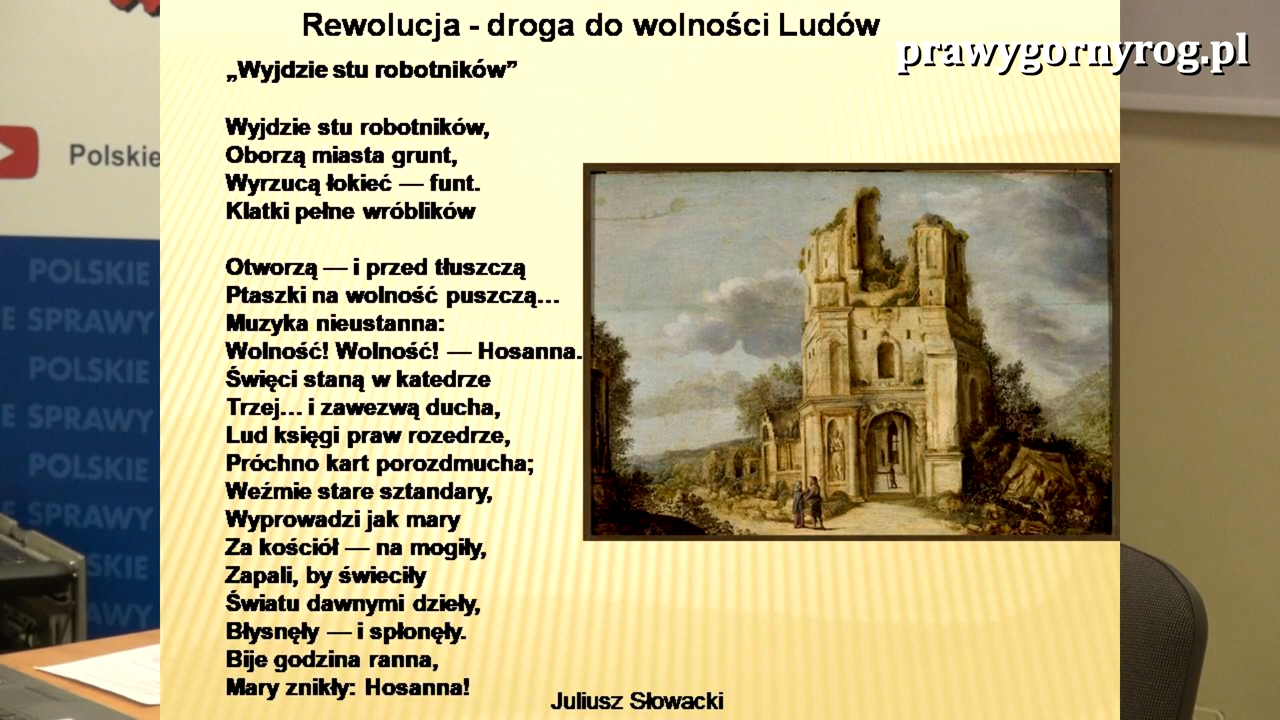 Rewolucja - droga do wolności Ludów
prawygornyrog.pl
„Wyjdzie stu robotników”
Wyjdzie stu robotników,
Oborzą miasta grunt,
Wyrzucą łokieć — funt.
Klatki pełne wróblików
Otworzą — i przed tłuszczą
Ptaszki na wolność puszczą...
Muzyka nieustanna:
Wolność! Wolność! — Hosanna.
Święci staną w katedrze
Trzej... i zawezwą ducha,
Lud księgi praw rozedrze,
Próchno kart porozdmucha;
Weźmie stare sztandary,
Wyprowadzi jak mary
Za kościół — na mogiły,
Zapali, by świeciły
Światu dawnymi dzieły,
Błysnęły — i spłonęły.
Bije godzina ranna,
Mary znikły: Hosanna!
Juliusz Słowacki
Polskie
POLSKIE
E SPRAWY
POLSKIE
E SPRAWY
POLSKIE
SPRAWY
SKIE
AWY